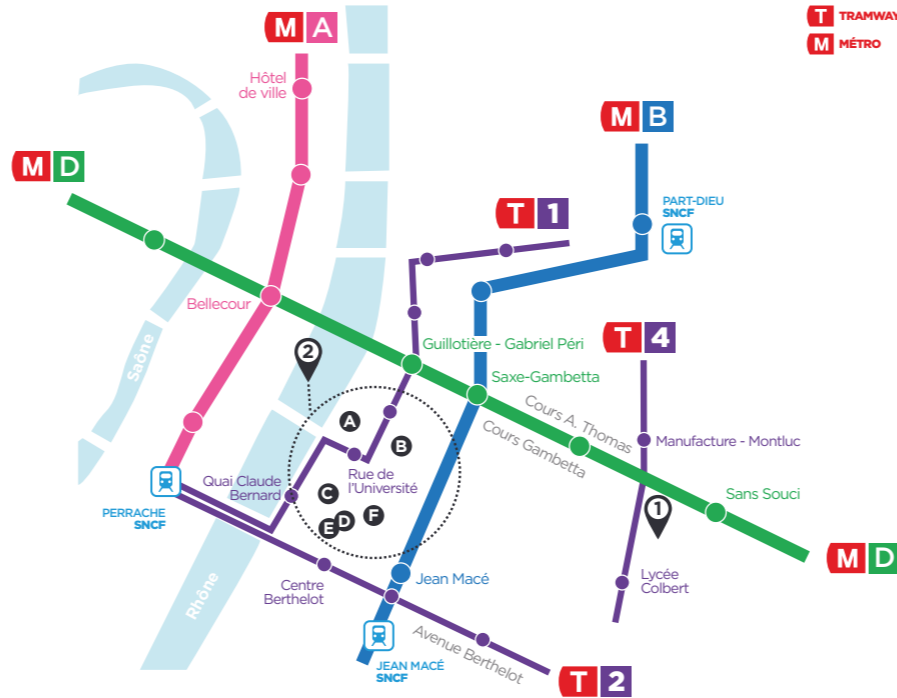 T TRAMWAY
M MÉTRO
M A
Hôtel
de ville
M B
M D
PART-DIEU
SNCF
T 1
Bellecour
Saône
Guillotière - Gabriel Péri
T 4
2
Saxe-Gambetta
Cours A. Thomas
Cours Gambetta
A
B
Manufacture - Montluc
Rue de
l'Université
Quai Claude
Bernard
C
D
E
F
Sans Souci
1
PERRACHE
SNCF
M D
Rhône
Centre
Berthelot
Jean Macé
Lycée
Colbert
Avenue Berthelot
JEAN MACÉ
SNCF
T 2